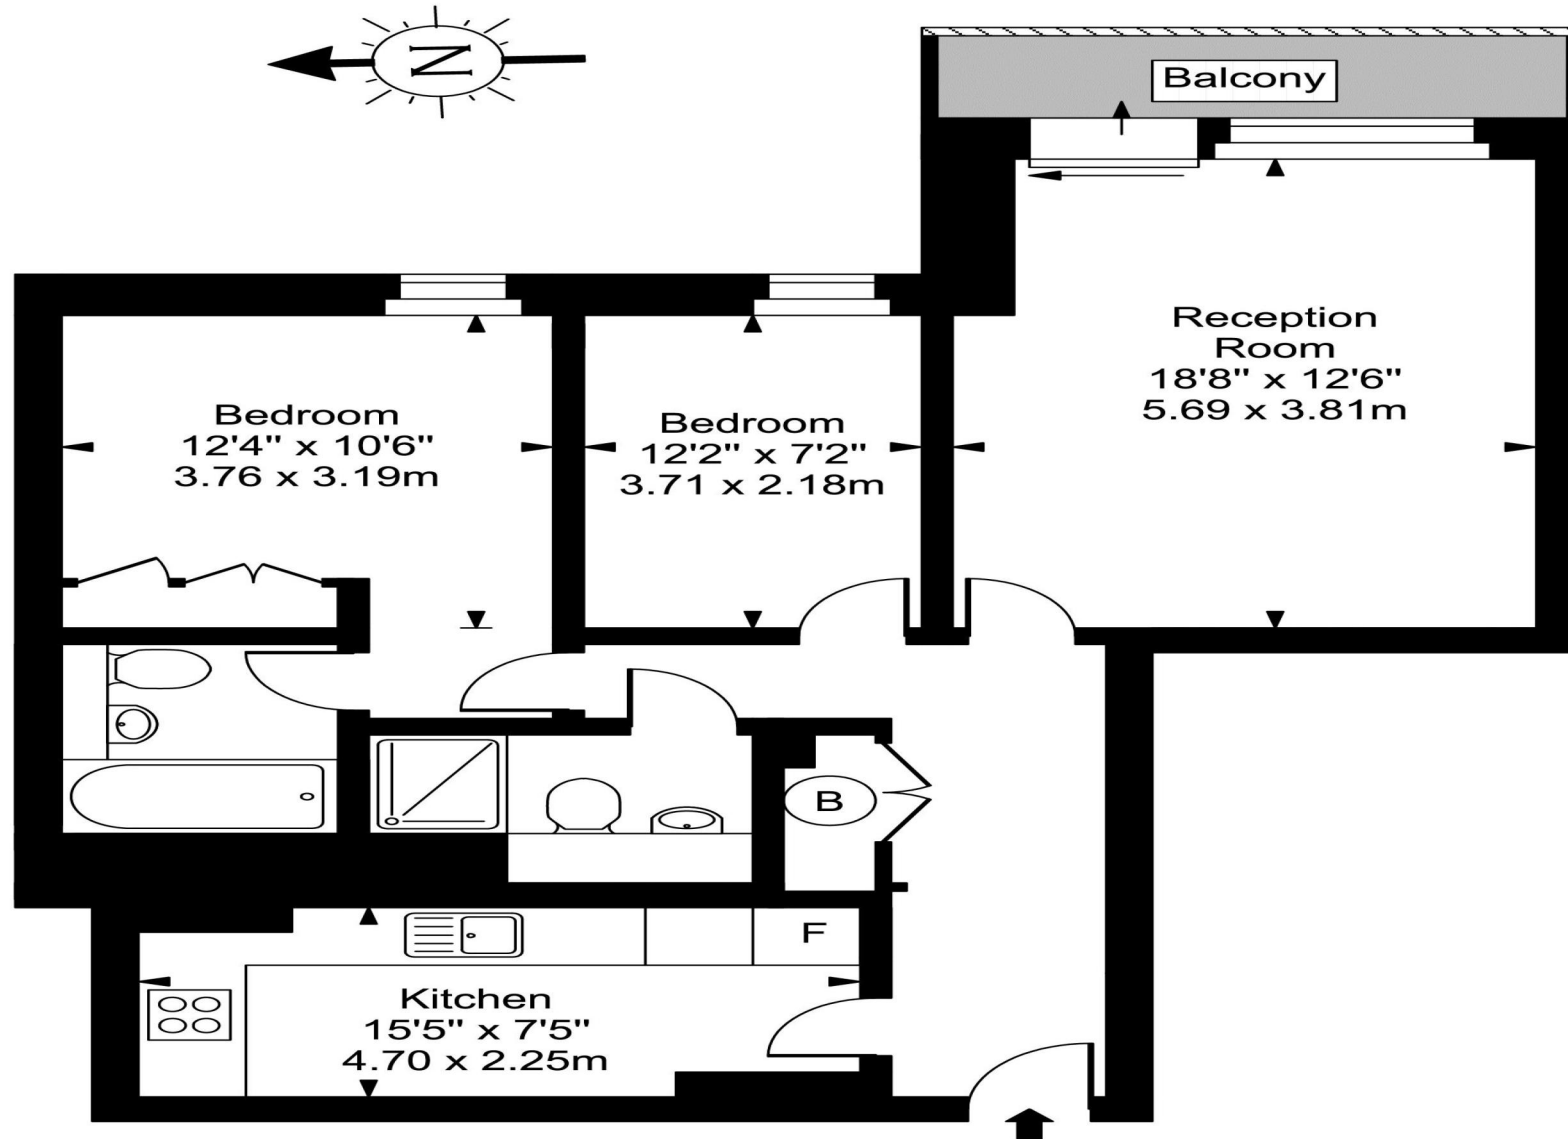 N
Balcony
Reception
Room
18'8" x 12'6"
5.69 x 3.81m
Bedroom
12'4" x 10'6"
3.76 x 3.19m
Bedroom
12'2" x 7'2"
3.71 x 2.18m
B
F
Kitchen
15'5" x 7'5"
4.70 x 2.25m